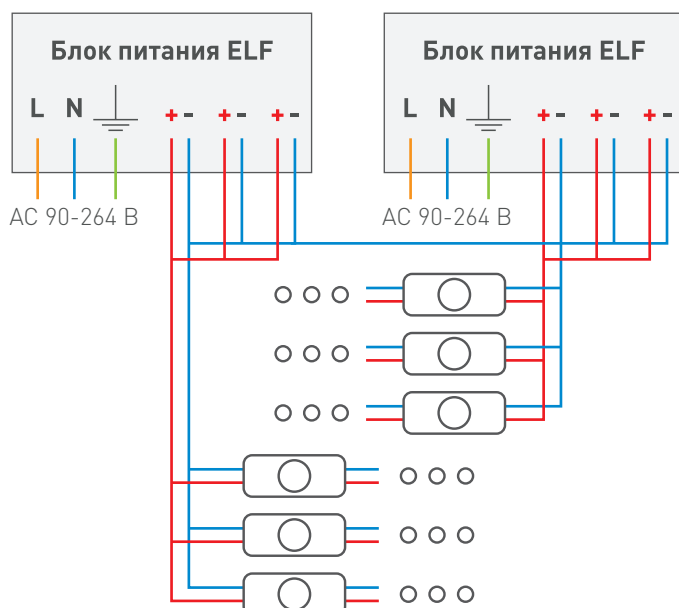 Блок питания ELF
L N + - + - + -
AC 90-264 В
Блок питания ELF
L N + - + - + -
AC 90-264 В